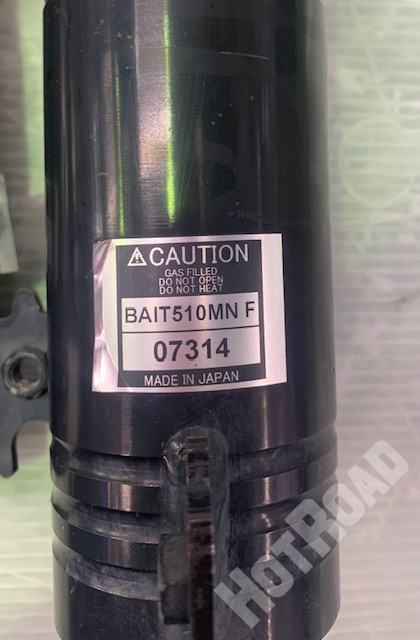 ⚠CAUTION
GAS FILLED
DO NOT OPEN
DO NOT HEAT
BAIT510MN F
07314
MADE IN JAPAN
HOTROAD